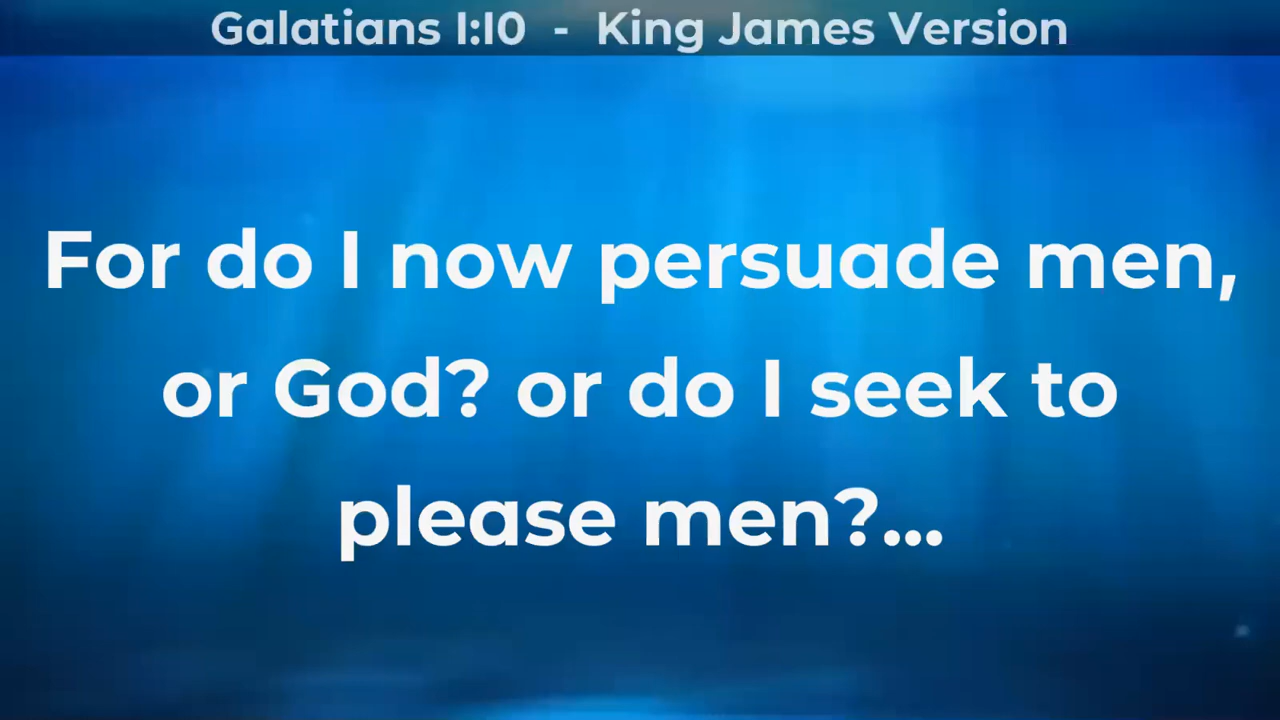 Galatians 1:10 - King James Version
For do I now persuade men,
or God? or do I seek to
please men?...